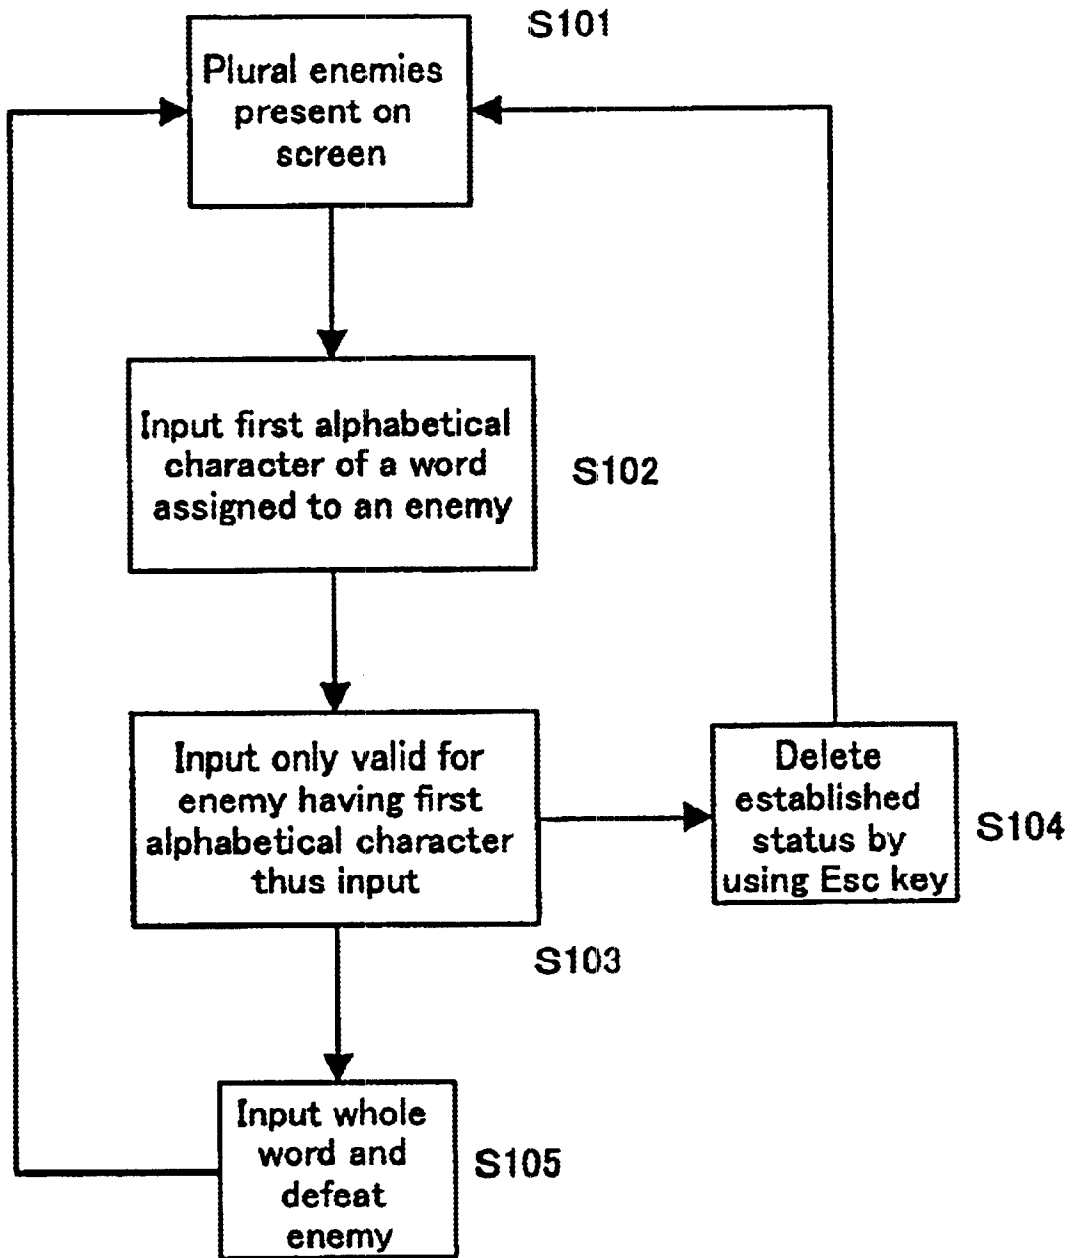 S101
Plural enemies
present on
screen
Input first alphabetical
character of a word
assigned to an enemy
S102
Input only valid for
enemy having first
alphabetical character
thus input
S103
Delete
established
status by
using Esc key
S104
Input whole
word and
defeat
enemy
S105